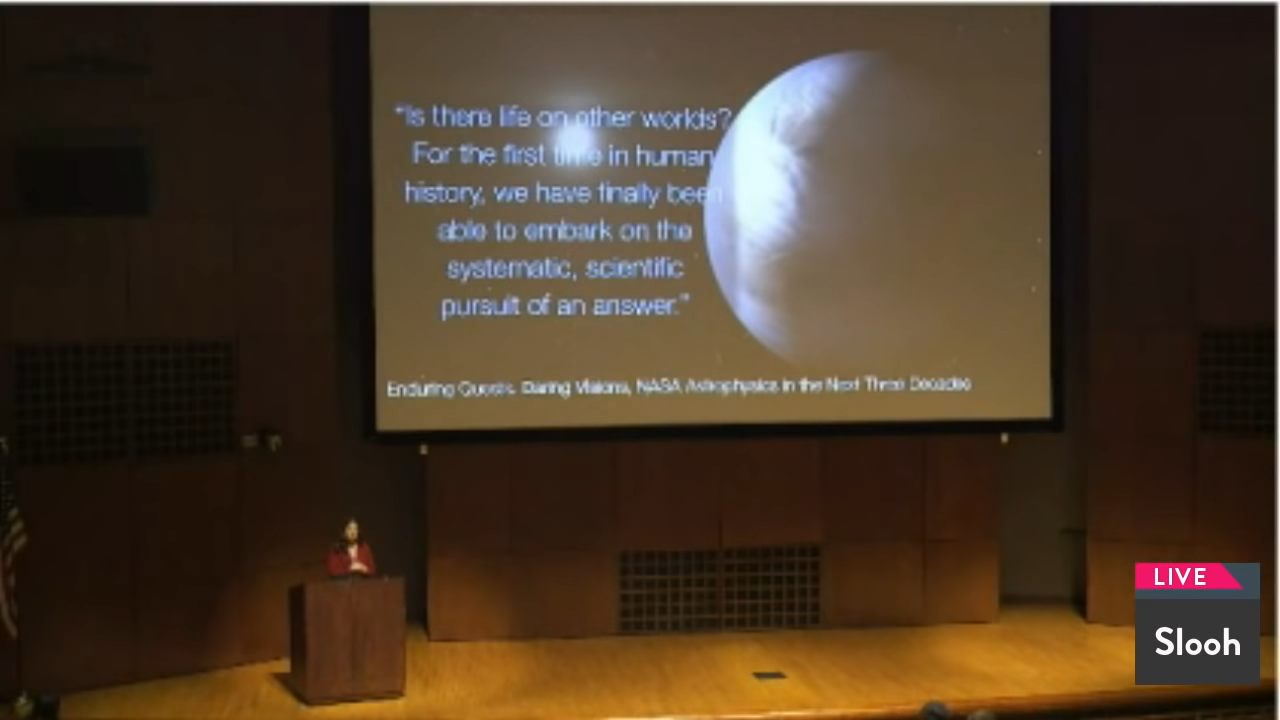 "Is there life on other worlds?
For the first time in human
history, we have finally been
able to embark on the
systematic, scientific
pursuit of an answer."
Enduring Quests, Daring Visions, NASA Astrophysics in the Next Three Decades
LIVE
Slooh